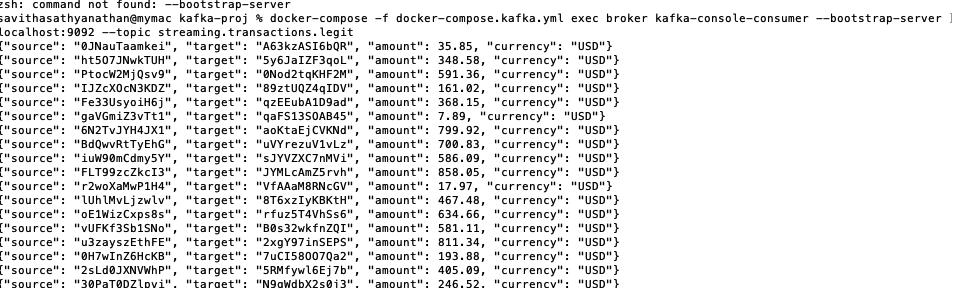 zsh: command not found: --bootstrap-server
savithasathyanathan@mymac kafka-proj % docker-compose -f docker-compose.kafka.yml exec broker kafka-console-consumer --bootstrap-server ]
localhost:9092 --topic streaming.transactions.legit
{"source": "0JNauTaamkei", "target": "A63kzASI6bQR", "amount": 35.85, "currency": "USD"}
{"source": "ht5O7JNwkTUH", "target": "5y6JaIZF3qoL", "amount": 348.58, "currency": "USD"}
{"source": "PtocW2MjQsv9", "target": "0Nod2tqKHF2M", "amount": 591.36, "currency": "USD"}
{"source": "IJZcXOcN3KDZ", "target": "89ztUQZ4qIDV", "amount": 161.02, "currency": "USD"}
{"source": "Fe33UsyoiH6j", "target": "qzEEubA1D9ad", "amount": 368.15, "currency": "USD"}
{"source": "gaVGmiZ3vTt1", "target": "qaFS13SOAB45", "amount": 7.89, "currency": "USD"}
{"source": "6N2TvJYH4JX1", "target": "aoKtaEjCVKNd", "amount": 799.92, "currency": "USD"}
{"source": "BdQwvRtTyEhG", "target": "uVYrezuV1vLz", "amount": 700.83, "currency": "USD"}
{"source": "iuW90mCdmy5Y", "target": "sJYVZXC7nMVi", "amount": 586.09, "currency": "USD"}
{"source": "FLT99zcZkcI3", "target": "JYMLcAmZ5rvh", "amount": 858.05, "currency": "USD"}
{"source": "r2woXaMwP1H4", "target": "VfAAaM8RNcGV", "amount": 17.97, "currency": "USD"}
{"source": "lUhlMvLjzwlv", "target": "8T6xzIyKBKtH", "amount": 467.48, "currency": "USD"}
{"source": "oE1WizCxps8s", "target": "rfuz5T4VhSs6", "amount": 634.66, "currency": "USD"}
{"source": "vUFKf3Sb1SNo", "target": "B0s32wkfnZQI", "amount": 581.11, "currency": "USD"}
{"source": "u3zayszEthFE", "target": "2xgY97inSEPS", "amount": 811.34, "currency": "USD"}
{"source": "0H7wInZ6HcKB", "target": "7uCI58OO7Qa2", "amount": 193.88, "currency": "USD"}
{"source": "2sLd0JXNVWhP", "target": "5RMfywl6Ej7b", "amount": 405.09, "currency": "USD"}
{"source": "30PaT0DZlpvi", "target": "N9gWdbX2s0j3", "amount": 246.52, "currency": "USD"}